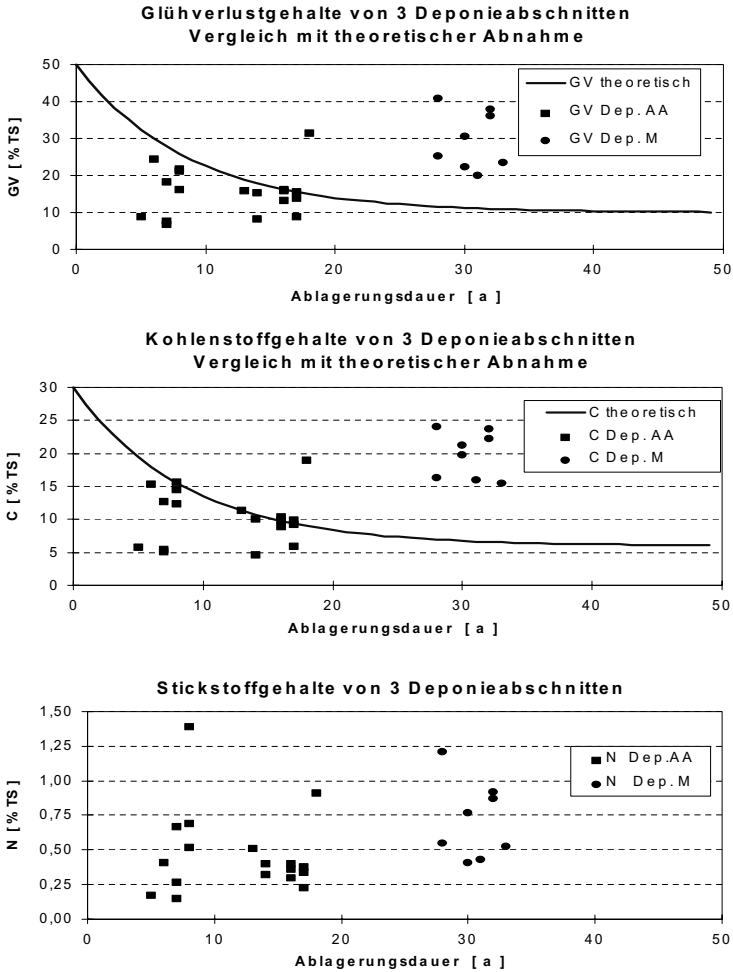 Glühverlustgehalte von 3 Deponieabschnitten
Vergleich mit theoretischer Abnahme
50
40
30
20
10
0
GV [ % TS ]
GV theoretisch
GV Dep. AA
GV Dep. M
0 10 20 30 40 50
Ablagerungsdauer [ a ]
Kohlenstoffgehalte von 3 Deponieabschnitten
Vergleich mit theoretischer Abnahme
30
25
20
15
10
5
0
C [ % TS ]
C theoretisch
C Dep. AA
C Dep. M
0 10 20 30 40 50
Ablagerungsdauer [ a ]
Stickstoffgehalte von 3 Deponieabschnitten
1,50
1,25
1,00
0,75
0,50
0,25
0,00
N [ % TS ]
N Dep.AA
N Dep. M
0 10 20 30 40 50
Ablagerungsdauer [ a ]